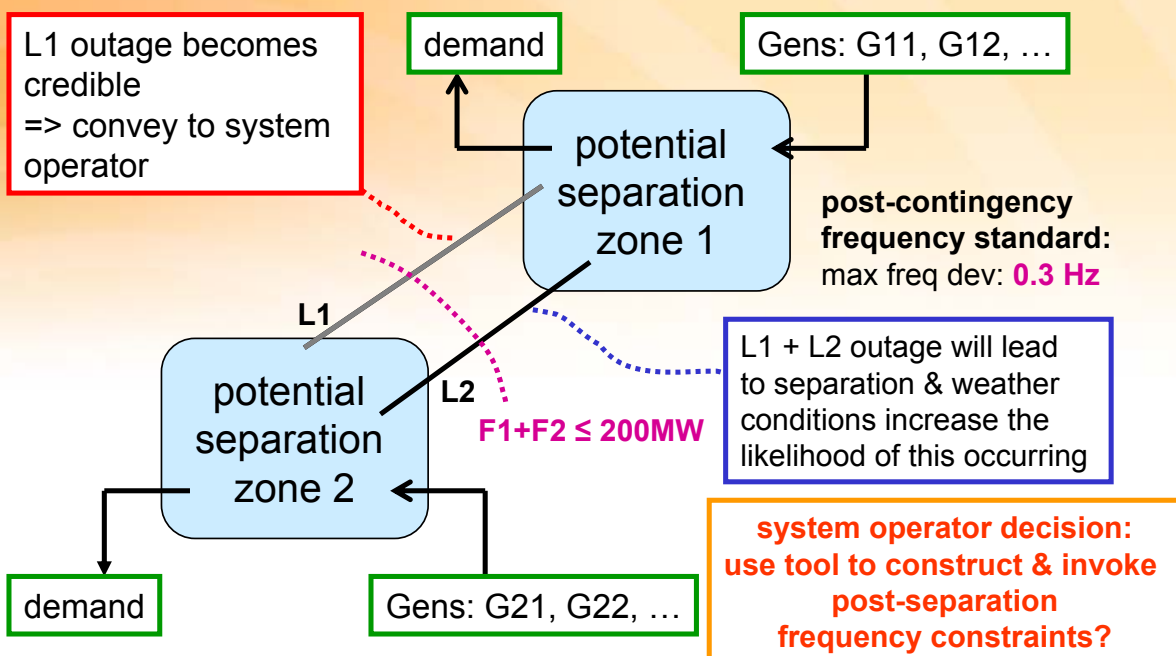 L1 outage becomes
credible
=> convey to system
operator
demand
Gens: G11, G12, …
potential
separation
zone 1
post-contingency
frequency standard:
max freq dev: 0.3 Hz
L1
L2
F1+F2 ≤ 200MW
L1 + L2 outage will lead
to separation & weather
conditions increase the
likelihood of this occurring
potential
separation
zone 2
demand
Gens: G21, G22, …
system operator decision:
use tool to construct & invoke
post-separation
frequency constraints?